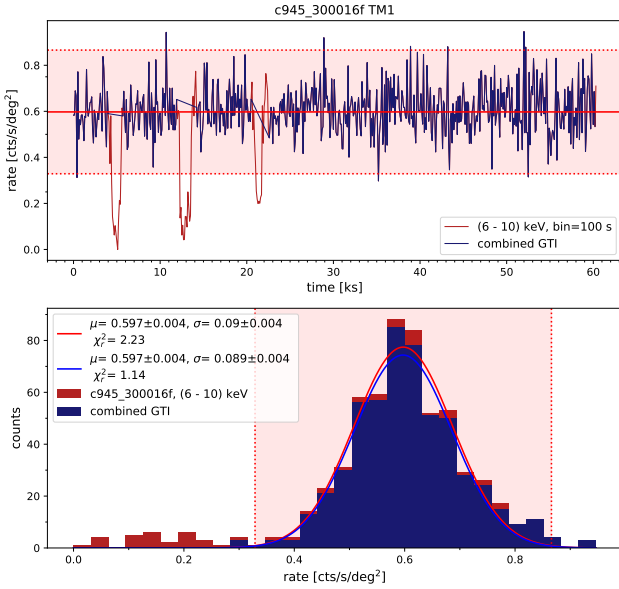 c945_300016f TM1
rate [cts/s/deg²]
0.8
0.6
0.4
0.2
0.0
(6 - 10) keV, bin=100 s
combined GTI
0 10 20 30 40 50 60
time [ks]
counts
80
60
40
20
0
μ= 0.597±0.004, σ= 0.09±0.004
χᵣ²= 2.23
μ= 0.597±0.004, σ= 0.089±0.004
χᵣ²= 1.14
c945_300016f, (6 - 10) keV
combined GTI
0.0 0.2 0.4 0.6 0.8
rate [cts/s/deg²]